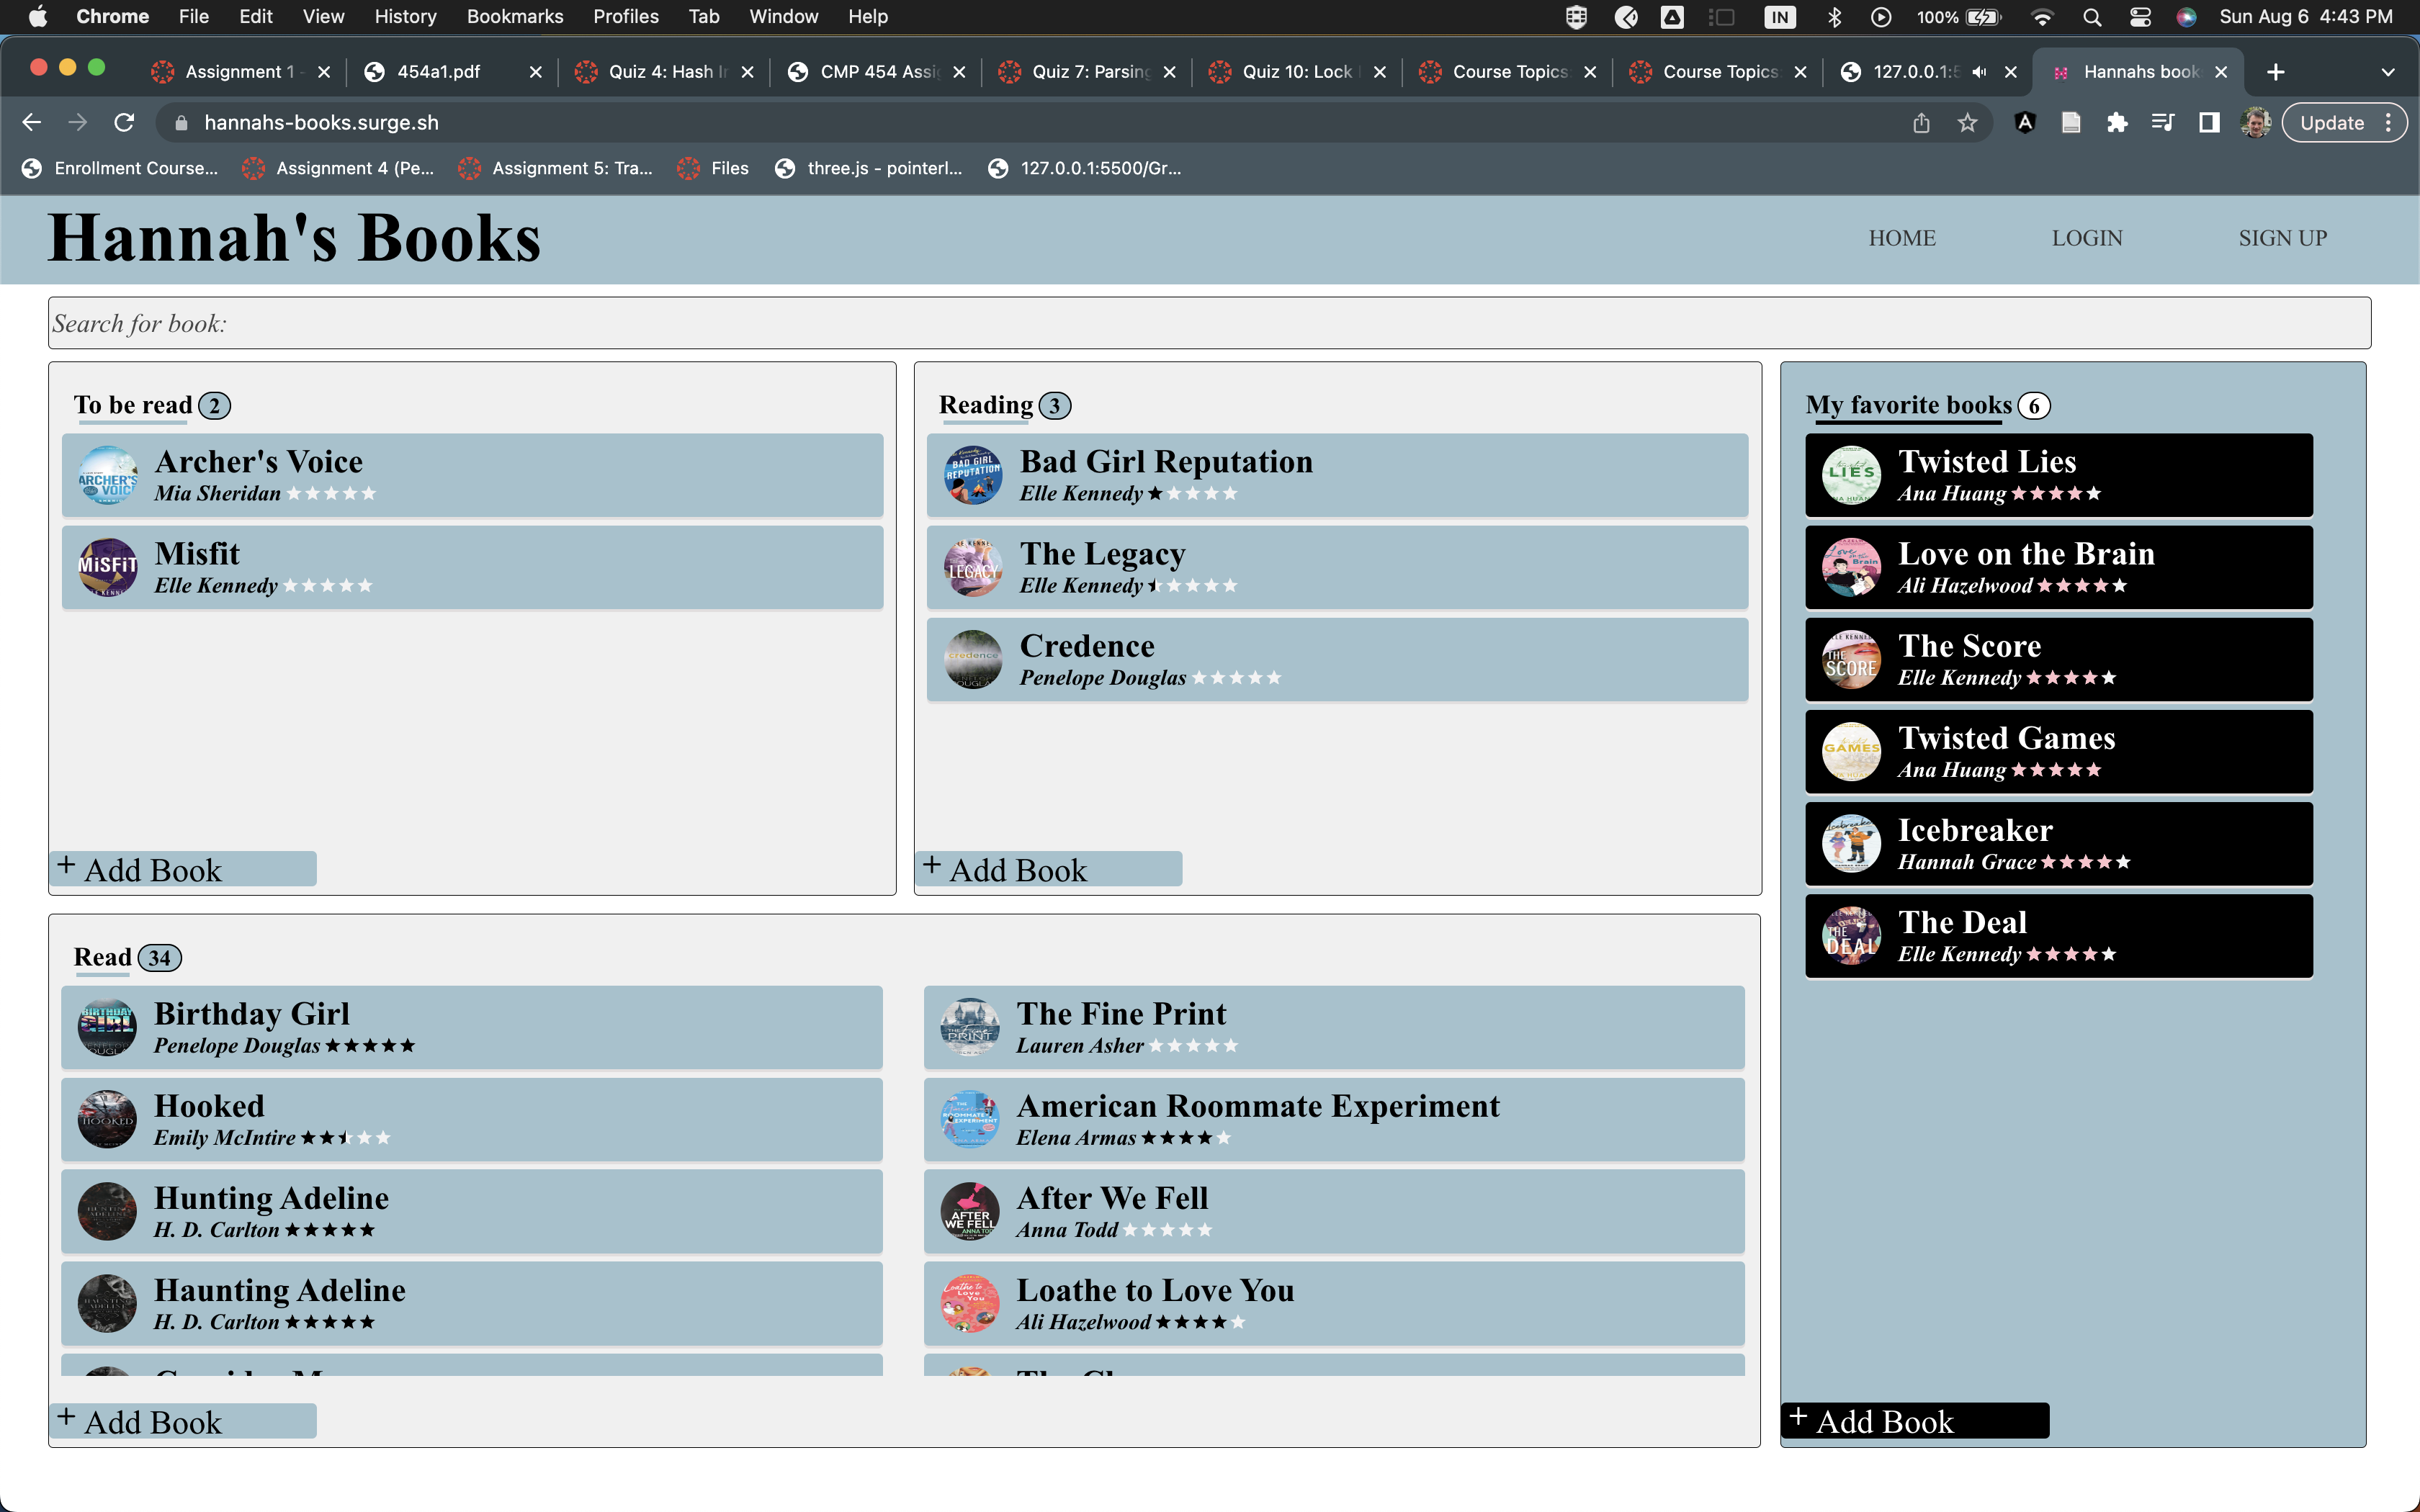 Chrome File Edit View History Bookmarks Profiles Tab Window Help IN 100% Sun Aug 6 4:43 PM
Assignment 1 - 454a1.pdf Quiz 4: Hash CMP 454 Assi Quiz 7: Parsing Quiz 10: Lock Course Topics: Course Topics: 127.0.0.1:5 Hannahs book
hannahs-books.surge.sh Update
Enrollment Course... Assignment 4 (Pe... Assignment 5: Tra... Files three.js - pointerl... 127.0.0.1:5500/Gr...
Hannah's Books HOME LOGIN SIGN UP
Search for book:
To be read 2
Archer's Voice
Mia Sheridan
Misfit
Elle Kennedy
+ Add Book
Reading 3
Bad Girl Reputation
Elle Kennedy
The Legacy
Elle Kennedy
Credence
Penelope Douglas
+ Add Book
My favorite books 6
Twisted Lies
Ana Huang
Love on the Brain
Ali Hazelwood
The Score
Elle Kennedy
Twisted Games
Ana Huang
Icebreaker
Hannah Grace
The Deal
Elle Kennedy
+ Add Book
Read 34
Birthday Girl
Penelope Douglas
Hooked
Emily McIntire
Hunting Adeline
H. D. Carlton
Haunting Adeline
H. D. Carlton
The Fine Print
Lauren Asher
American Roommate Experiment
Elena Armas
After We Fell
Anna Todd
Loathe to Love You
Ali Hazelwood
+ Add Book